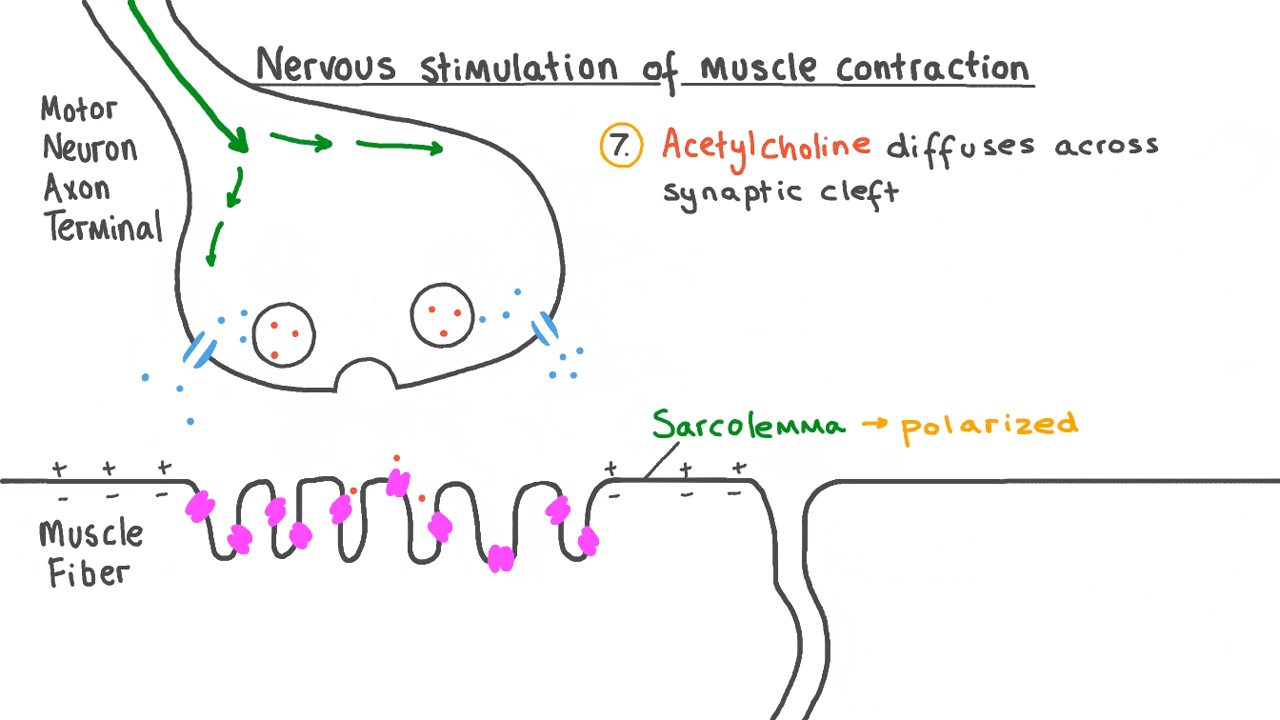 Nervous stimulation of muscle contraction
Motor
Neuron
Axon
Terminal
7. Acetylcholine diffuses across
synaptic cleft
Sarcolemma → polarized
+ + + + + +
- - - - - -
Muscle
Fiber